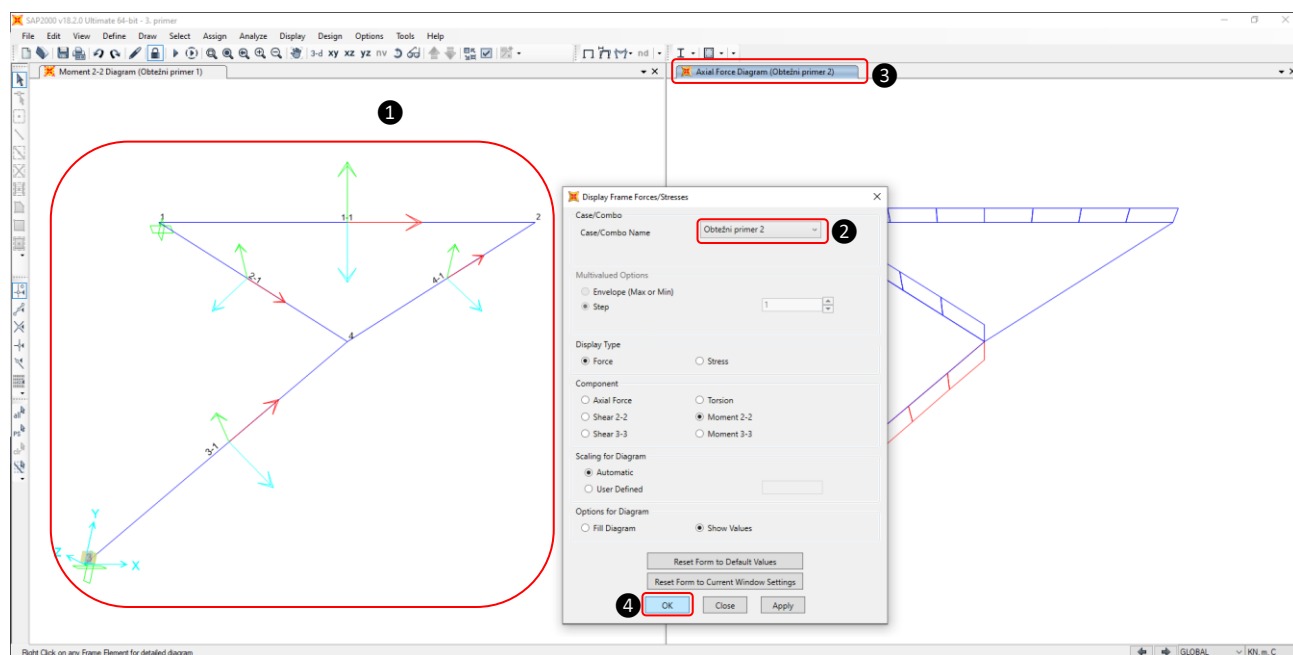 SAP2000 v18.2.0 Ultimate 64-bit - 3. primer
File Edit View Define Draw Select Assign Analyze Display Design Options Tools Help
3-d xy xz yz nv nd
Moment 2-2 Diagram (Obtežni primer 1)
Axial Force Diagram (Obtežni primer 2)
3
1
1
1-1
2
2-1
4-1
4
3-1
3
Y
Z
X
Display Frame Forces/Stresses
Case/Combo
Case/Combo Name
Obtežni primer 2
2
Multivalued Options
Envelope (Max or Min)
Step
1
Display Type
Force
Stress
Component
Axial Force
Torsion
Shear 2-2
Moment 2-2
Shear 3-3
Moment 3-3
Scaling for Diagram
Automatic
User Defined
Options for Diagram
Fill Diagram
Show Values
Reset Form to Default Values
Reset Form to Current Window Settings
4
OK
Close
Apply
all
PS
clr
Right Click on any Frame Element for detailed diagram
GLOBAL
KN, m, C